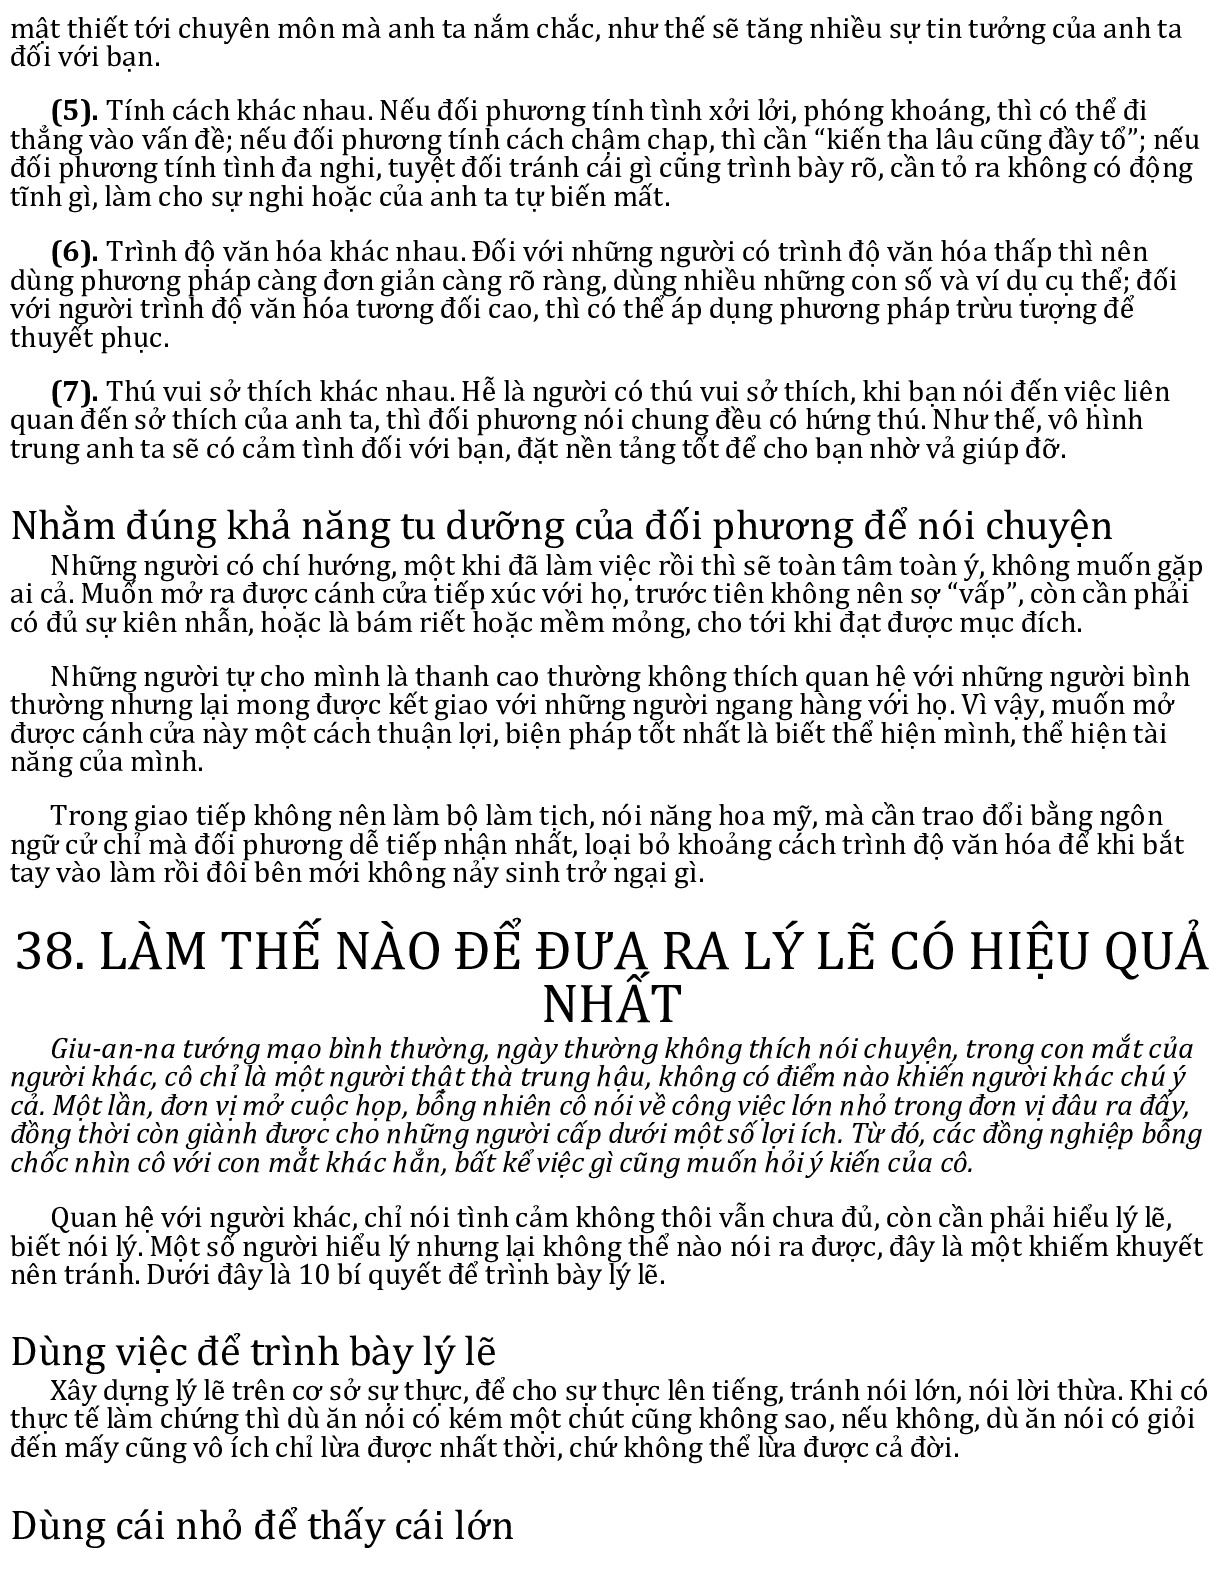 mật thiết tới chuyên môn mà anh ta nắm chắc, như thế sẽ tăng nhiều sự tin tưởng của anh ta
đối với bạn.
(5). Tính cách khác nhau. Nếu đối phương tính tình xởi lởi, phóng khoáng, thì có thể đi
thẳng vào vấn đề; nếu đối phương tính cách chậm chạp, thì cần “kiến tha lâu cũng đầy tổ”; nếu
đối phương tính tình đa nghi, tuyệt đối tránh cái gì cũng trình bày rõ, cần tỏ ra không có động
tĩnh gì, làm cho sự nghi hoặc của anh ta tự biến mất.
(6). Trình độ văn hóa khác nhau. Đối với những người có trình độ văn hóa thấp thì nên
dùng phương pháp càng đơn giản càng rõ ràng, dùng nhiều những con số và ví dụ cụ thể; đối
với người trình độ văn hóa tương đối cao, thì có thể áp dụng phương pháp trừu tượng để
thuyết phục.
(7). Thú vui sở thích khác nhau. Hễ là người có thú vui sở thích, khi bạn nói đến việc liên
quan đến sở thích của anh ta, thì đối phương nói chung đều có hứng thú. Như thế, vô hình
trung anh ta sẽ có cảm tình đối với bạn, đặt nền tảng tốt để cho bạn nhờ vả giúp đỡ.
Nhằm đúng khả năng tu dưỡng của đối phương để nói chuyện
Những người có chí hướng, một khi đã làm việc rồi thì sẽ toàn tâm toàn ý, không muốn gặp
ai cả. Muốn mở ra được cánh cửa tiếp xúc với họ, trước tiên không nên sợ “vấp”, còn cần phải
có đủ sự kiên nhẫn, hoặc là bám riết hoặc mềm mỏng, cho tới khi đạt được mục đích.
Những người tự cho mình là thanh cao thường không thích quan hệ với những người bình
thường nhưng lại mong được kết giao với những người ngang hàng với họ. Vì vậy, muốn mở
được cánh cửa này một cách thuận lợi, biện pháp tốt nhất là biết thể hiện mình, thể hiện tài
năng của mình.
Trong giao tiếp không nên làm bộ làm tịch, nói năng hoa mỹ, mà cần trao đổi bằng ngôn
ngữ cử chỉ mà đối phương dễ tiếp nhận nhất, loại bỏ khoảng cách trình độ văn hóa để khi bắt
tay vào làm rồi đôi bên mới không nảy sinh trở ngại gì.
38. LÀM THẾ NÀO ĐỂ ĐƯA RA LÝ LẼ CÓ HIỆU QUẢ
NHẤT
Giu-an-na tướng mạo bình thường, ngày thường không thích nói chuyện, trong con mắt của
người khác, cô chỉ là một người thật thà trung hậu, không có điểm nào khiến người khác chú ý
cả. Một lần, đơn vị mở cuộc họp, bỗng nhiên cô nói về công việc lớn nhỏ trong đơn vị đâu ra đấy,
đồng thời còn giành được cho những người cấp dưới một số lợi ích. Từ đó, các đồng nghiệp bỗng
chốc nhìn cô với con mắt khác hẳn, bất kể việc gì cũng muốn hỏi ý kiến của cô.
Quan hệ với người khác, chỉ nói tình cảm không thôi vẫn chưa đủ, còn cần phải hiểu lý lẽ,
biết nói lý. Một số người hiểu lý nhưng lại không thể nào nói ra được, đây là một khiếm khuyết
nên tránh. Dưới đây là 10 bí quyết để trình bày lý lẽ.
Dùng việc để trình bày lý lẽ
Xây dựng lý lẽ trên cơ sở sự thực, để cho sự thực lên tiếng, tránh nói lớn, nói lời thừa. Khi có
thực tế làm chứng thì dù ăn nói có kém một chút cũng không sao, nếu không, dù ăn nói có giỏi
đến mấy cũng vô ích chỉ lừa được nhất thời, chứ không thể lừa được cả đời.
Dùng cái nhỏ để thấy cái lớn